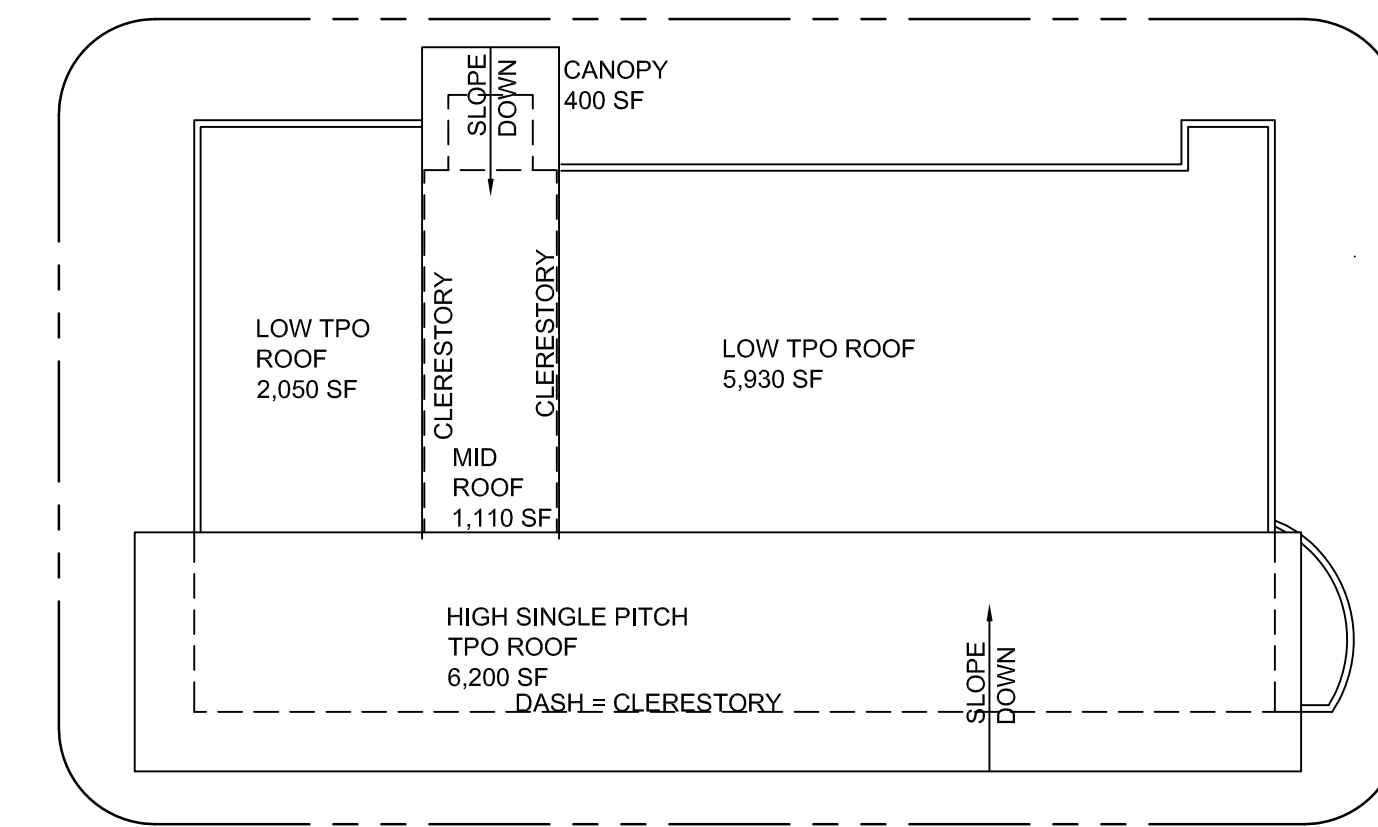 SLOPE
DOWN
CANOPY
400 SF
LOW TPO
ROOF
2,050 SF
CLERESTORY
CLERESTORY
LOW TPO ROOF
5,930 SF
MID
ROOF
1,110 SF
HIGH SINGLE PITCH
TPO ROOF
6,200 SF
DASH = CLERESTORY
SLOPE
DOWN